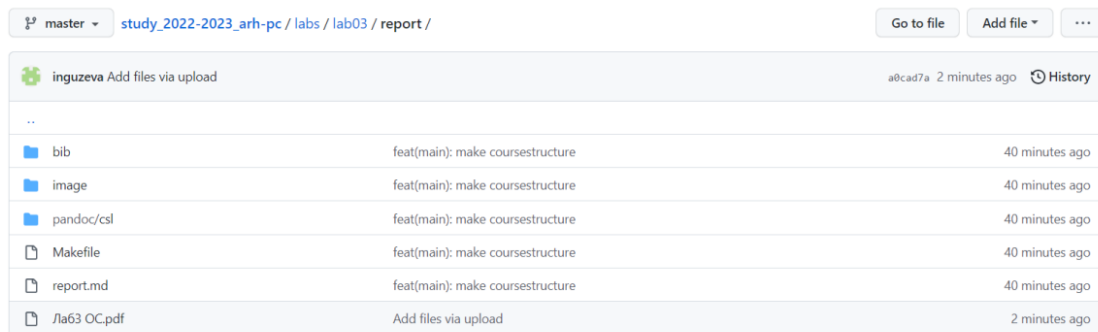 master study_2022-2023_arh-pc / labs / lab03 / report / Go to file Add file ...
inguzeva Add files via upload a0cad7a 2 minutes ago History
..
bib feat(main): make coursestructure 40 minutes ago
image feat(main): make coursestructure 40 minutes ago
pandoc/csl feat(main): make coursestructure 40 minutes ago
Makefile feat(main): make coursestructure 40 minutes ago
report.md feat(main): make coursestructure 40 minutes ago
Ла63 ОС.pdf Add files via upload 2 minutes ago